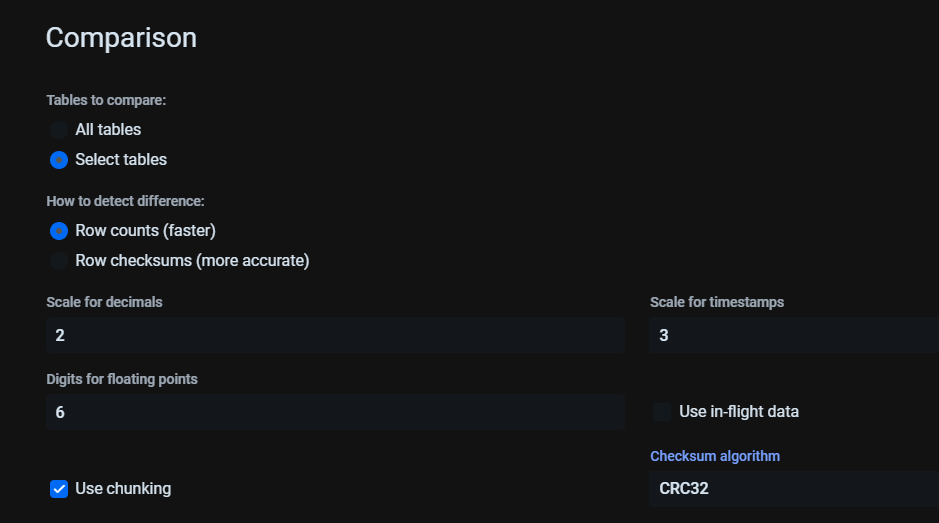 Comparison
Tables to compare:
All tables
Select tables
How to detect difference:
Row counts (faster)
Row checksums (more accurate)
Scale for decimals
Scale for timestamps
2
3
Digits for floating points
6
Use in-flight data
Checksum algorithm
Use chunking
CRC32